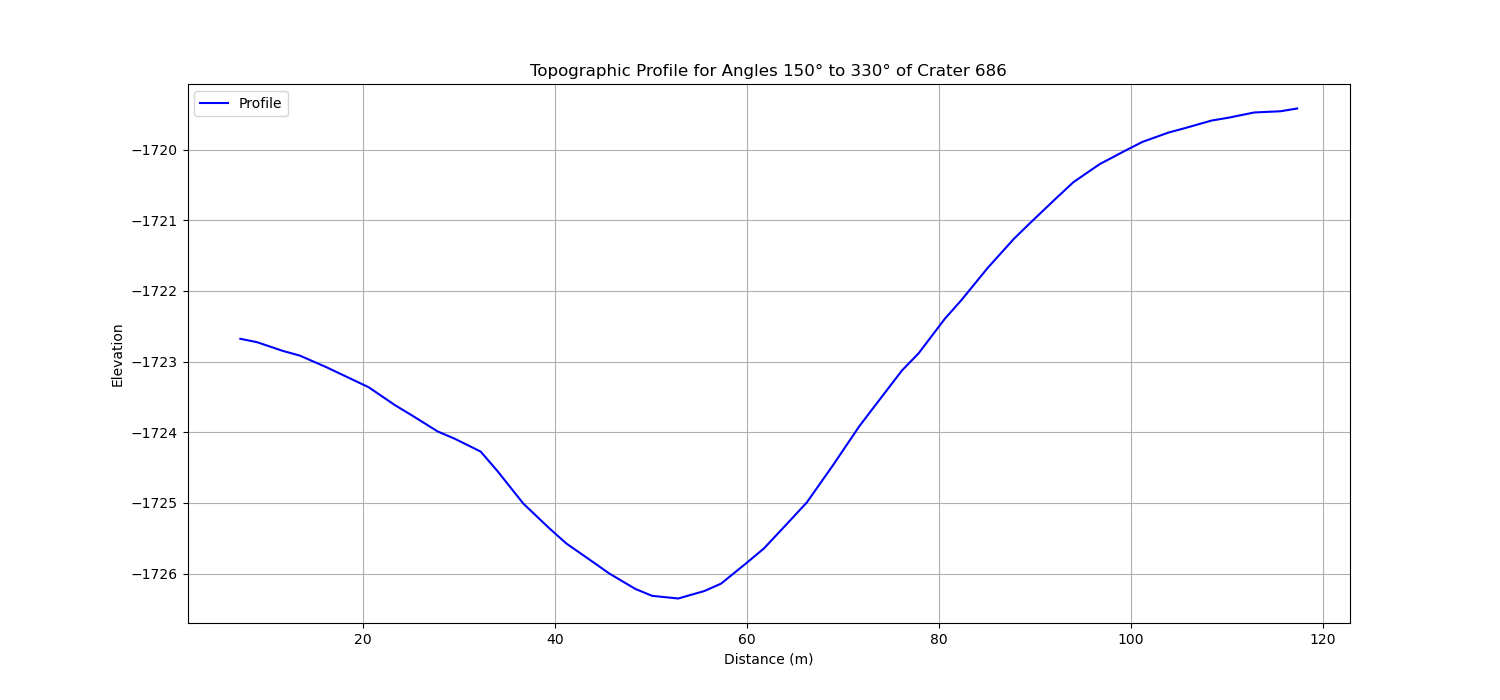 Topographic Profile for Angles 150° to 330° of Crater 686
Profile
−1720
−1721
−1722
−1723
−1724
−1725
−1726
Elevation
20 40 60 80 100 120
Distance (m)